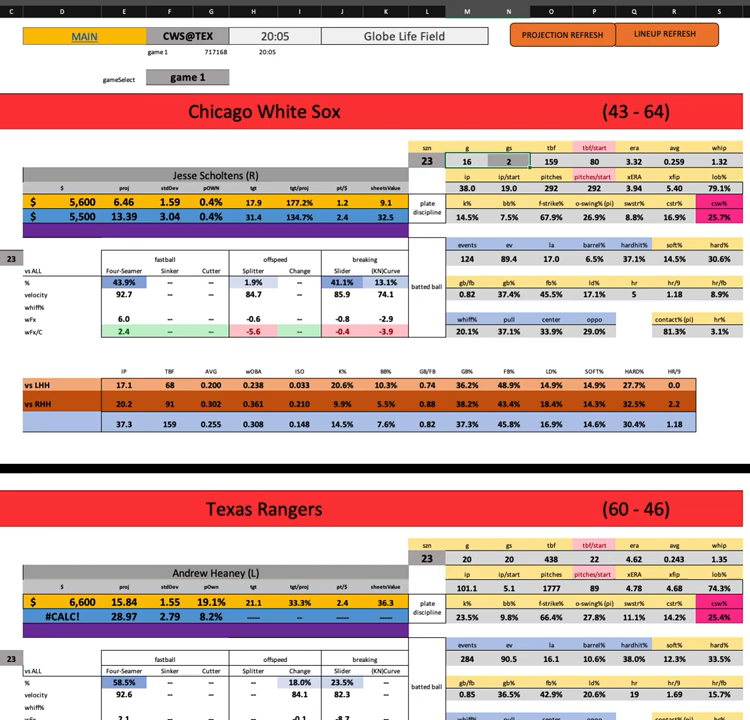 C D E F G H I J K L M N O P Q R S
MAIN CWS@TEX 20:05 Globe Life Field PROJECTION REFRESH LINEUP REFRESH
game 1 717168 20:05
gameSelect game 1
Chicago White Sox (43 - 64)
szn g gs tbf tbf/start era avg whip
23 16 2 159 80 3.32 0.259 1.32
Jesse Scholtens (R) ip ip/start pitches pitches/start xERA xfip lob%
$ proj stdDev pOWN tgt tgt/proj pt/$ sheetsValue 38.0 19.0 292 292 3.94 5.40 79.1%
$ 5,600 6.46 1.59 0.4% 17.9 177.2% 1.2 9.1 plate discipline k% bb% f-strike% o-swing% (pi) swstr% cstr% csw%
$ 5,500 13.39 3.04 0.4% 31.4 134.7% 2.4 32.5 14.5% 7.5% 67.9% 26.9% 8.8% 16.9% 25.7%
events ev la barrel% hardhit% soft% hard%
23 fastball offspeed breaking 124 89.4 17.0 6.5% 37.1% 14.5% 30.6%
vs ALL Four-Seamer Sinker Cutter Splitter Change Slider (KN)Curve
% 43.9% -- -- 1.9% -- 41.1% 13.1% batted ball gb/fb gb% fb% ld% hr hr/9 hr/fb
velocity 92.7 -- -- 84.7 -- 85.9 74.1 0.82 37.4% 45.5% 17.1% 5 1.18 8.9%
whiff%
wFx 6.0 -- -- -0.6 -- -0.8 -2.9 whiff% pull center oppo contact% (pi) hr%
wFx/C 2.4 -- -- -5.6 -- -0.4 -3.9 20.1% 37.1% 33.9% 29.0% 81.3% 3.1%
IP TBF AVG wOBA ISO K% BB% GB/FB GB% FB% LD% SOFT% HARD% HR/9
vs LHH 17.1 68 0.200 0.238 0.033 20.6% 10.3% 0.74 36.2% 48.9% 14.9% 14.9% 27.7% 0.0
vs RHH 20.2 91 0.302 0.361 0.210 9.9% 5.5% 0.88 38.2% 43.4% 18.4% 14.3% 32.5% 2.2
37.3 159 0.255 0.308 0.148 14.5% 7.6% 0.82 37.3% 45.8% 16.9% 14.6% 30.4% 1.18
Texas Rangers (60 - 46)
szn g gs tbf tbf/start era avg whip
23 20 20 438 22 4.62 0.243 1.35
Andrew Heaney (L) ip ip/start pitches pitches/start xERA xfip lob%
$ proj stdDev pOwn tgt tgt/proj pt/$ sheetsValue 101.1 5.1 1777 89 4.78 4.68 74.3%
$ 6,600 15.84 1.55 19.1% 21.1 33.3% 2.4 36.3 plate discipline k% bb% f-strike% o-swing% (pi) swstr% cstr% csw%
#CALC! 28.97 2.79 8.2% ---- ---- -- ---- 23.5% 9.8% 66.4% 27.8% 11.1% 14.2% 25.4%
events ev la barrel% hardhit% soft% hard%
23 fastball offspeed breaking 284 90.5 16.1 10.6% 38.0% 12.3% 33.5%
vs ALL Four-Seamer Sinker Cutter Splitter Change Slider (KN)Curve
% 58.5% -- -- -- 18.0% 23.5% -- batted ball gb/fb gb% fb% ld% hr hr/9 hr/fb
velocity 92.6 -- -- -- 84.1 82.3 -- 0.85 36.5% 42.9% 20.6% 19 1.69 15.7%
whiff%
wFx 2.1 -- -- -- -0.1 -8.7 -- whiff% pull center oppo contact% (pi) hr%